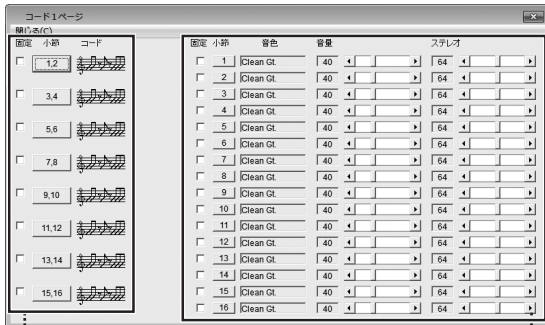 コード1ページ
閉じる(C)
固定 小節 コード
1,2
3,4
5,6
7,8
9,10
11,12
13,14
15,16
固定 小節 音色 音量 ステレオ
1 Clean Gt. 40 64
2 Clean Gt. 40 64
3 Clean Gt. 40 64
4 Clean Gt. 40 64
5 Clean Gt. 40 64
6 Clean Gt. 40 64
7 Clean Gt. 40 64
8 Clean Gt. 40 64
9 Clean Gt. 40 64
10 Clean Gt. 40 64
11 Clean Gt. 40 64
12 Clean Gt. 40 64
13 Clean Gt. 40 64
14 Clean Gt. 40 64
15 Clean Gt. 40 64
16 Clean Gt. 40 64